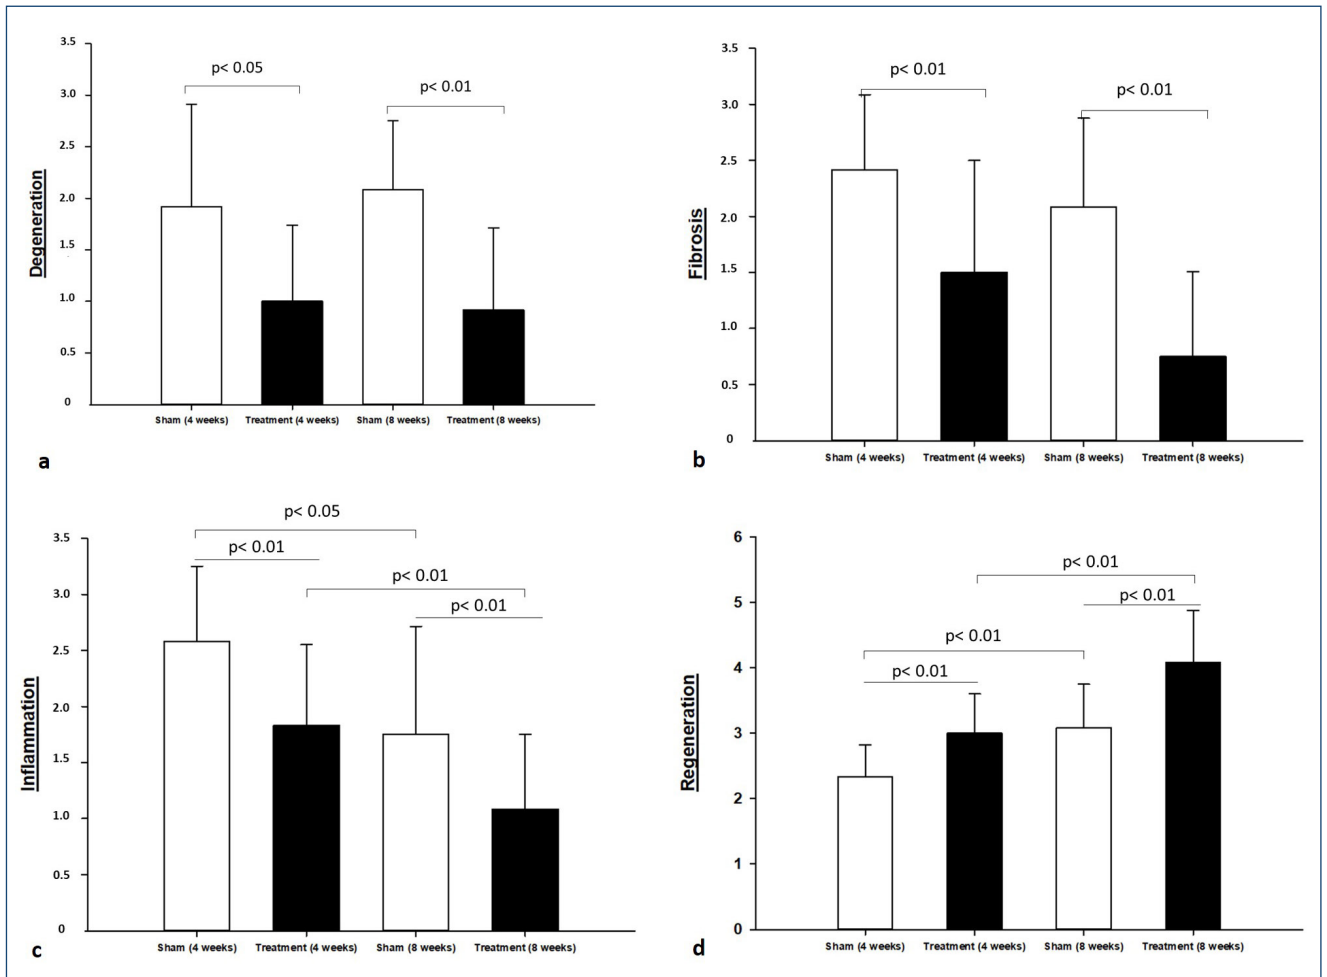 3.5
p< 0.05
3.0
p< 0.01
2.5
2.0
1.5
1.0
0.5
0
Degeneration
Sham (4 weeks) Treatment (4 weeks) Sham (8 weeks) Treatment (8 weeks)
a
3.5
p< 0.01
3.0
p< 0.01
2.5
2.0
1.5
1.0
0.5
0
Fibrosis
Sham (4 weeks) Treatment (4 weeks) Sham (8 weeks) Treatment (8 weeks)
b
p< 0.05
3.5
p< 0.01
p< 0.01
3.0
p< 0.01
2.5
2.0
1.5
1.0
0.5
0
Inflammation
Sham (4 weeks) Treatment (4 weeks) Sham (8 weeks) Treatment (8 weeks)
c
6
p< 0.01
5
p< 0.01
p< 0.01
4
p< 0.01
3
2
1
0
Regeneration
Sham (4 weeks) Treatment (4 weeks) Sham (8 weeks) Treatment (8 weeks)
d